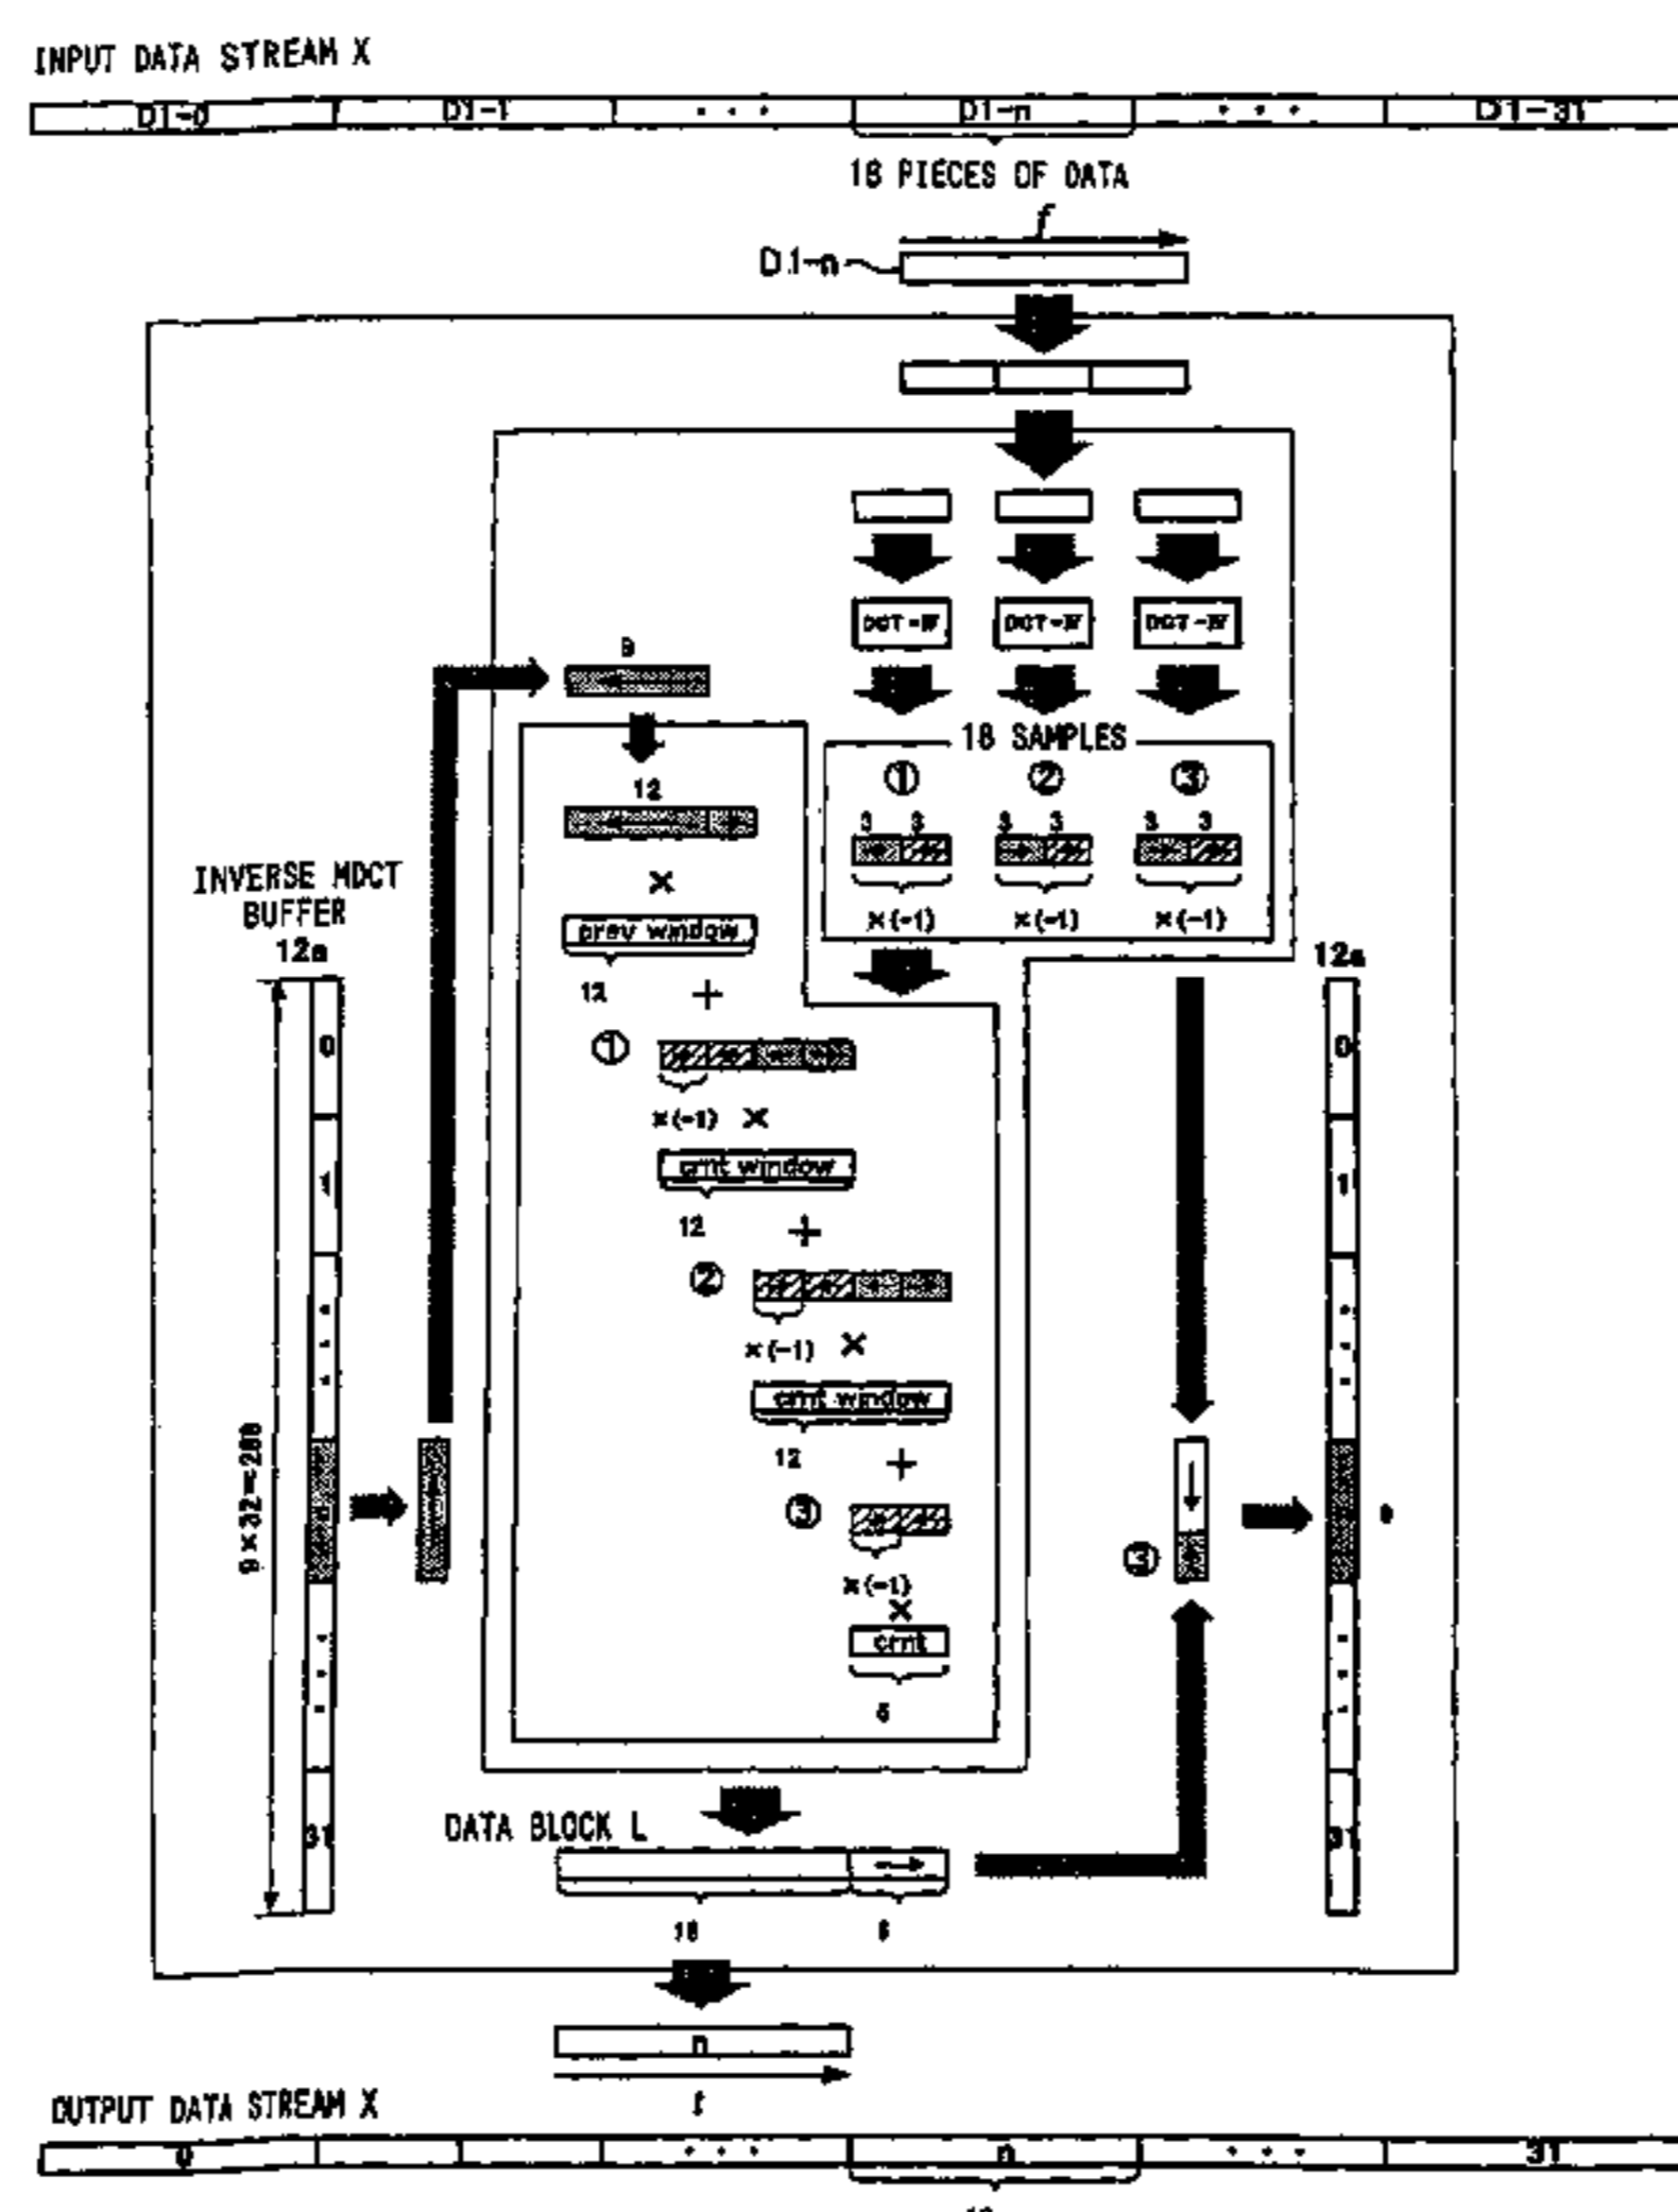 INPUT DATA STREAM X
D1-0 D1-1 • • • D1-n • • • D1-31
18 PIECES OF DATA
f
D1-n
DCT-IV DCT-IV DCT-IV
9
18 SAMPLES
① ② ③
12
3 3 3 3 3 3
×
×(-1) ×(-1) ×(-1)
INVERSE MDCT
BUFFER
12a
prev window
12a
12 +
0
①
0
×(-1) ×
crnt window
1
1
12 +
②
×(-1) ×
crnt window
9×32=288
12 +
③
③
×(-1)
×
crnt
6
DATA BLOCK L
31
31
18 6
n
f
OUTPUT DATA STREAM X
0 • • • n • • • 31